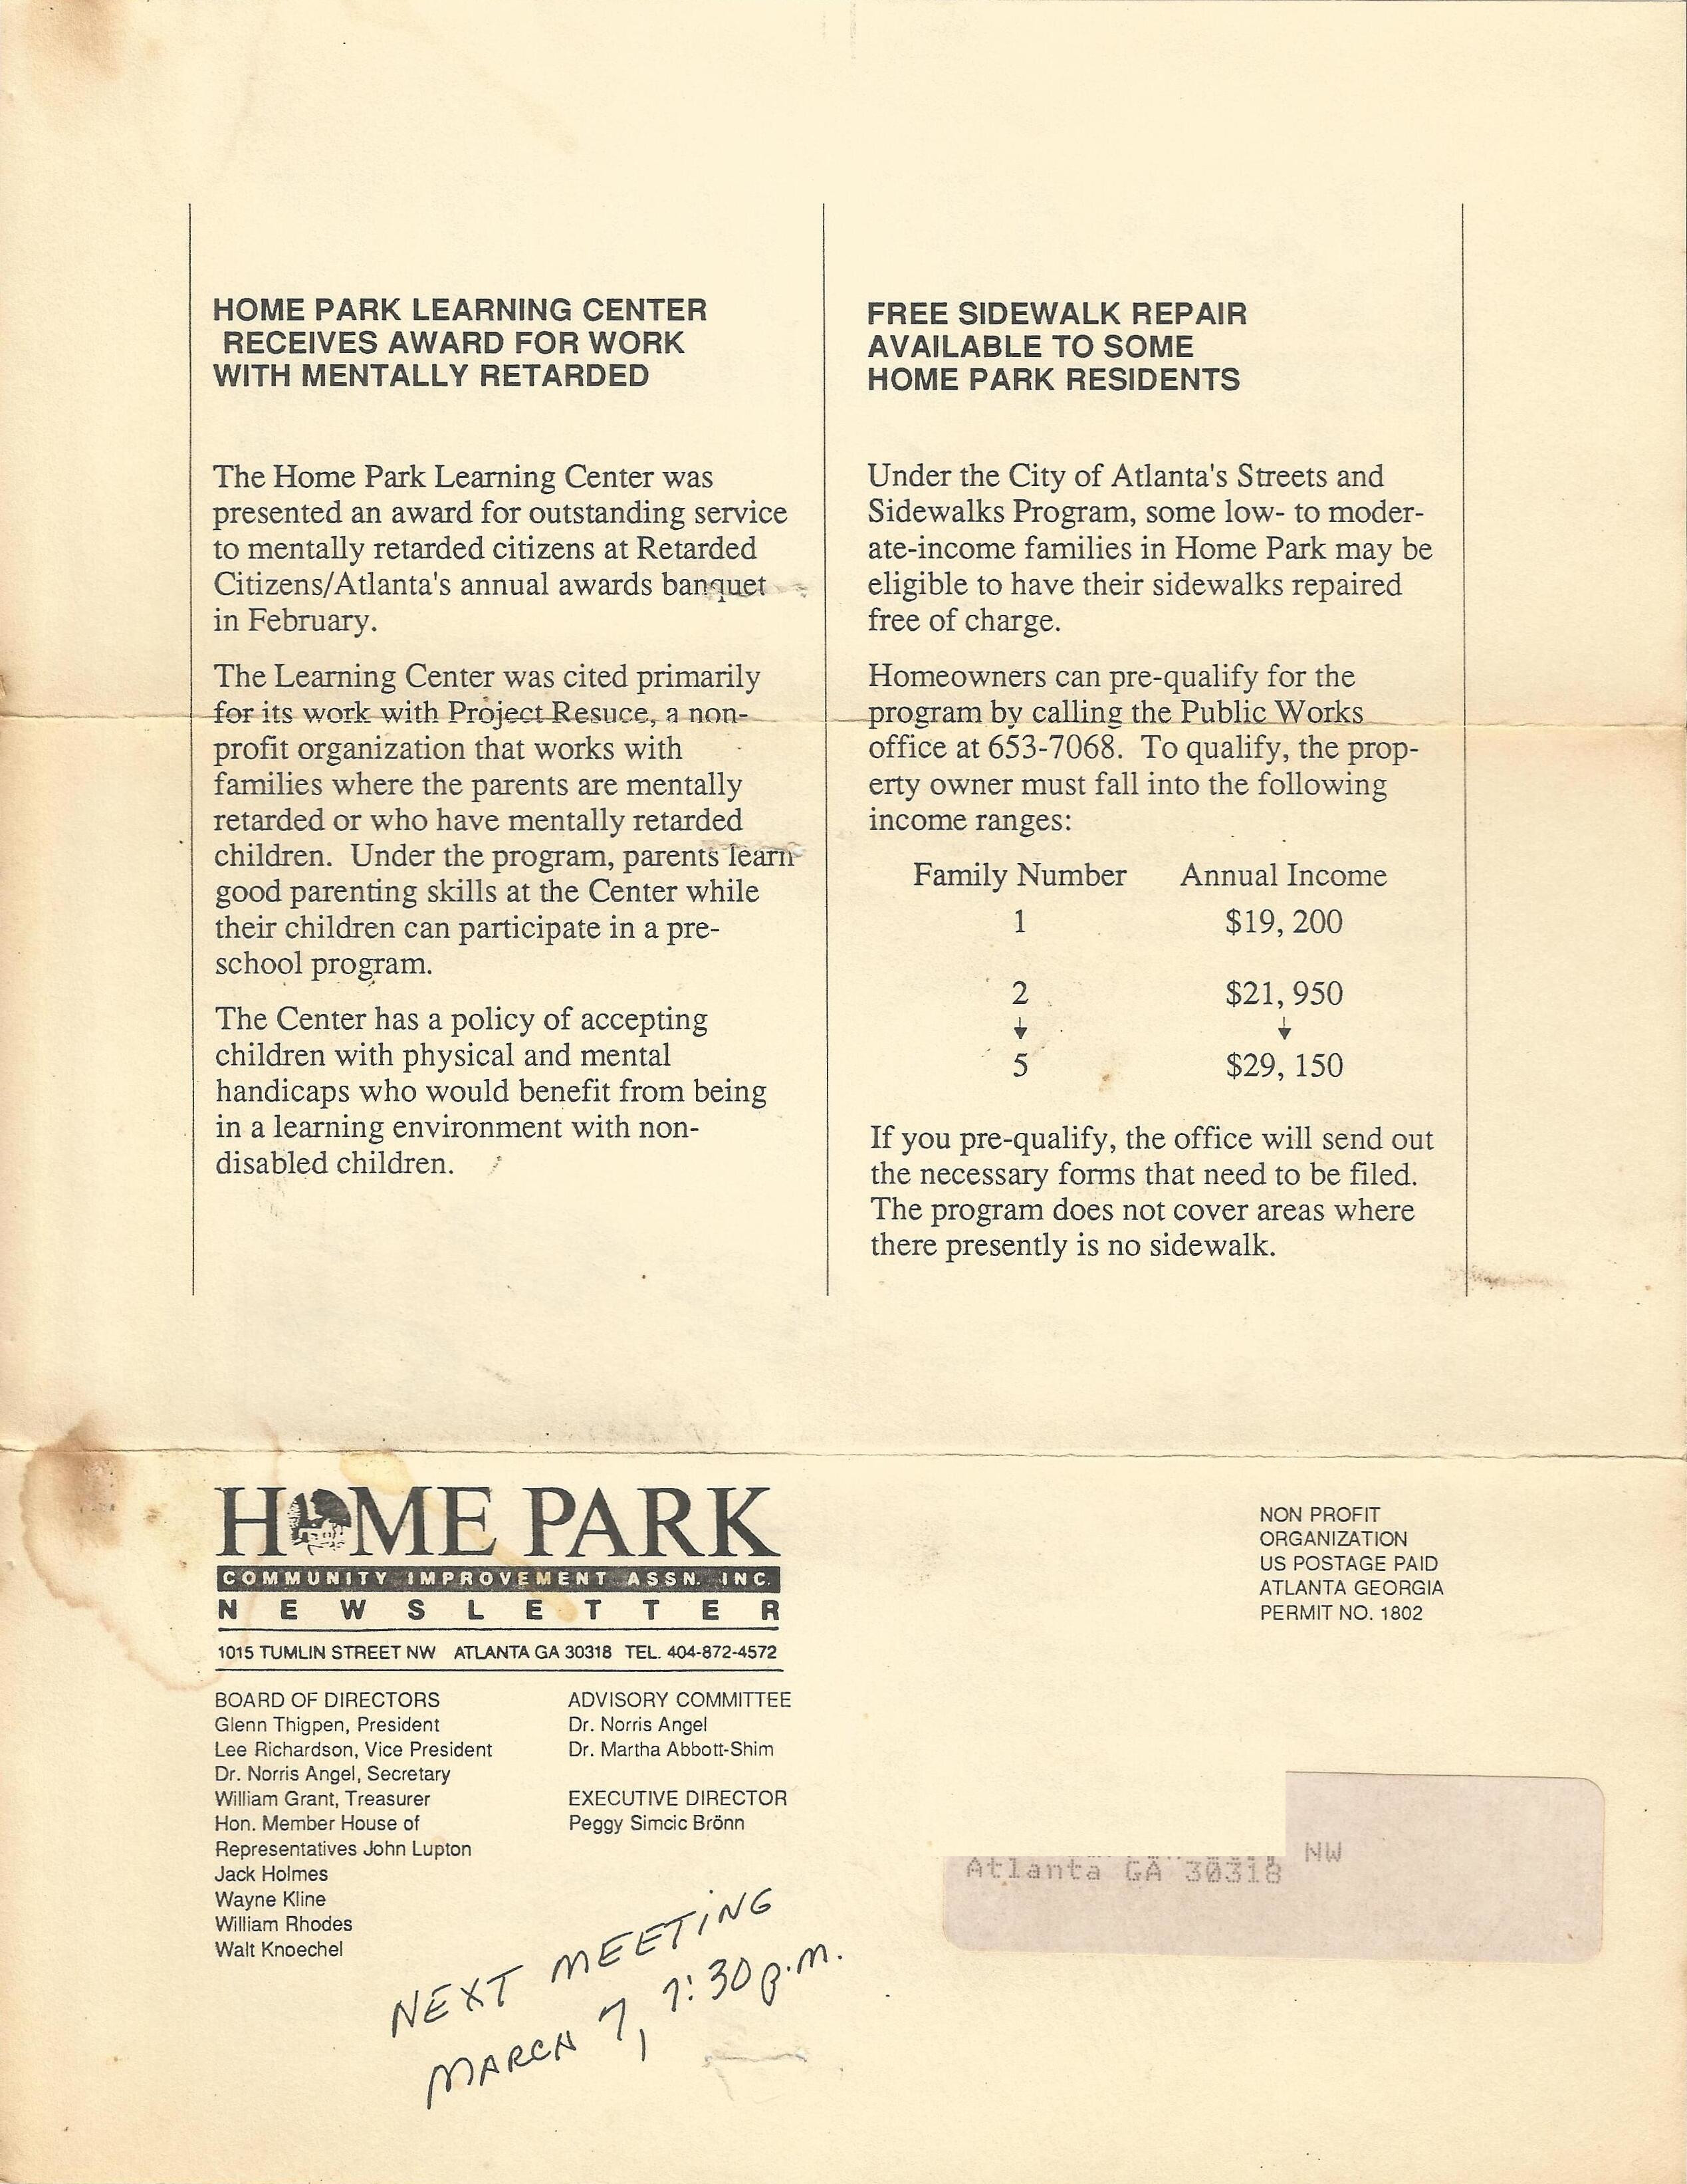 HOME PARK LEARNING CENTER
RECEIVES AWARD FOR WORK
WITH MENTALLY RETARDED
The Home Park Learning Center was
presented an award for outstanding service
to mentally retarded citizens at Retarded
Citizens/Atlanta's annual awards banquet
in February.
The Learning Center was cited primarily
for its work with Project Resuce, a non-
profit organization that works with
families where the parents are mentally
retarded or who have mentally retarded
children.  Under the program, parents learn
good parenting skills at the Center while
their children can participate in a pre-
school program.
The Center has a policy of accepting
children with physical and mental
handicaps who would benefit from being
in a learning environment with non-
disabled children.
FREE SIDEWALK REPAIR
AVAILABLE TO SOME
HOME PARK RESIDENTS
Under the City of Atlanta's Streets and
Sidewalks Program, some low- to moder-
ate-income families in Home Park may be
eligible to have their sidewalks repaired
free of charge.
Homeowners can pre-qualify for the
program by calling the Public Works
office at 653-7068.  To qualify, the prop-
erty owner must fall into the following
income ranges:
Family Number    Annual Income
1    $19, 200
2    $21, 950
↓    ↓
5    $29, 150
If you pre-qualify, the office will send out
the necessary forms that need to be filed.
The program does not cover areas where
there presently is no sidewalk.
HOME PARK
COMMUNITY IMPROVEMENT ASSN. INC.
NEWSLETTER
1015 TUMLIN STREET NW   ATLANTA GA 30318   TEL. 404-872-4572
BOARD OF DIRECTORS
Glenn Thigpen, President
Lee Richardson, Vice President
Dr. Norris Angel, Secretary
William Grant, Treasurer
Hon. Member House of
Representatives John Lupton
Jack Holmes
Wayne Kline
William Rhodes
Walt Knoechel
ADVISORY COMMITTEE
Dr. Norris Angel
Dr. Martha Abbott-Shim
EXECUTIVE DIRECTOR
Peggy Simcic Brönn
NEXT MEETING
MARCH 7, 7:30 p.m.
NON PROFIT
ORGANIZATION
US POSTAGE PAID
ATLANTA GEORGIA
PERMIT NO. 1802
NW
Atlanta GA 30318